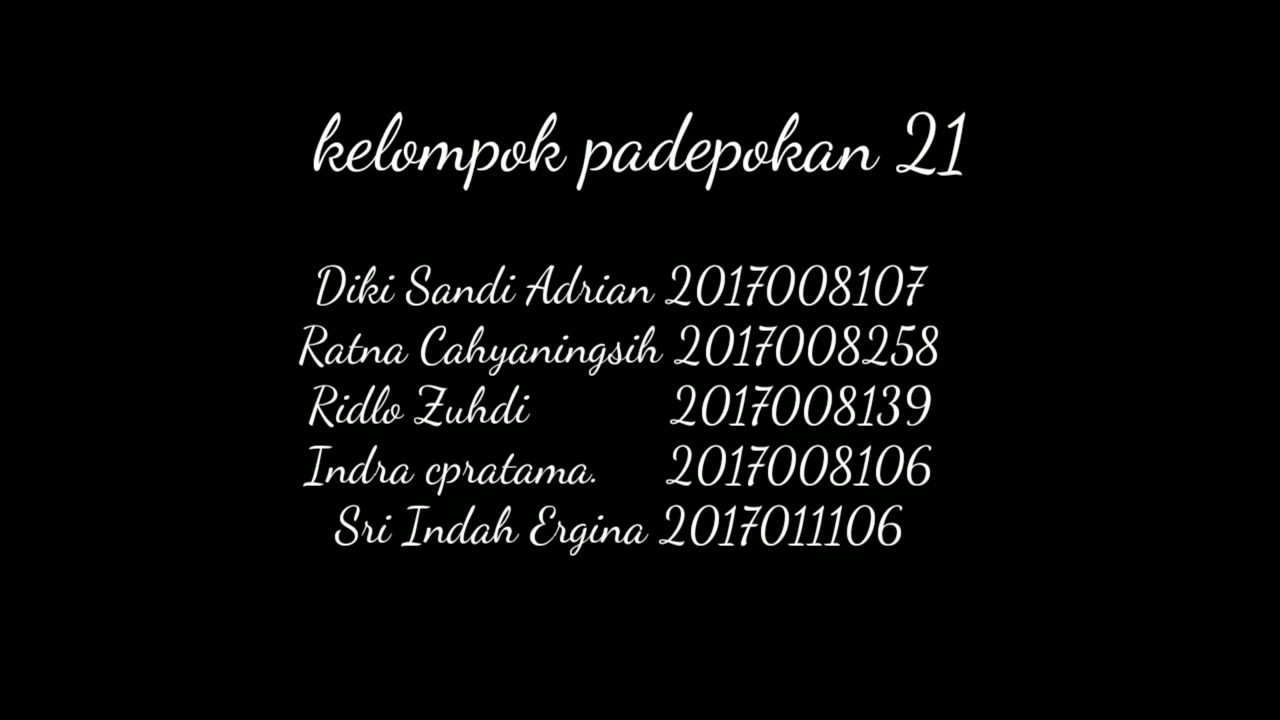 kelompok padepokan 21
Diki Sandi Adrian 2017008107
Ratna Cahyaningsih 2017008258
Ridlo Zuhdi 2017008139
Indra cpratama. 2017008106
Sri Indah Ergina 2017011106